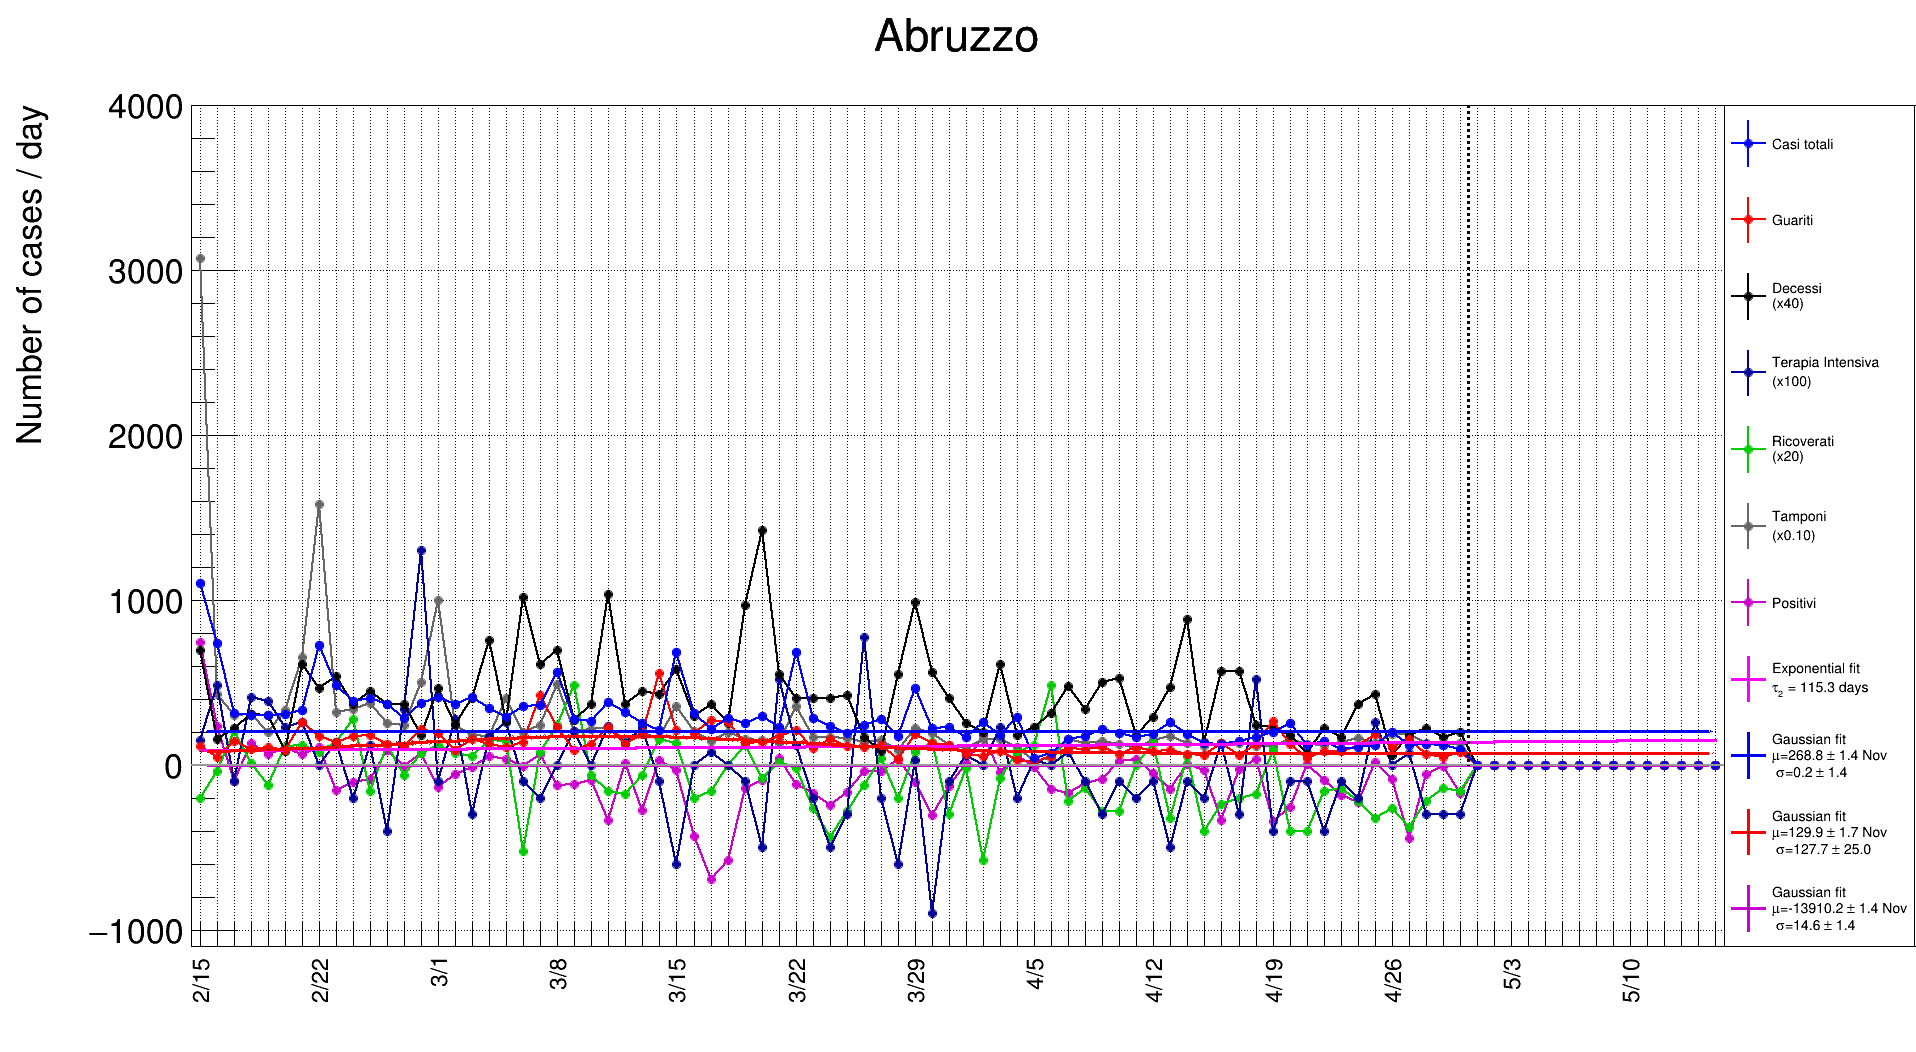 Abruzzo
Number of cases / day
4000
3000
2000
1000
0
−1000
2/15
2/22
3/1
3/8
3/15
3/22
3/29
4/5
4/12
4/19
4/26
5/3
5/10
Casi totali
Guariti
Decessi
(x40)
Terapia Intensiva
(x100)
Ricoverati
(x20)
Tamponi
(x0.10)
Positivi
Exponential fit
τ₂ = 115.3 days
Gaussian fit
μ=268.8 ± 1.4 Nov
σ=0.2 ± 1.4
Gaussian fit
μ=129.9 ± 1.7 Nov
σ=127.7 ± 25.0
Gaussian fit
μ=-13910.2 ± 1.4 Nov
σ=14.6 ± 1.4